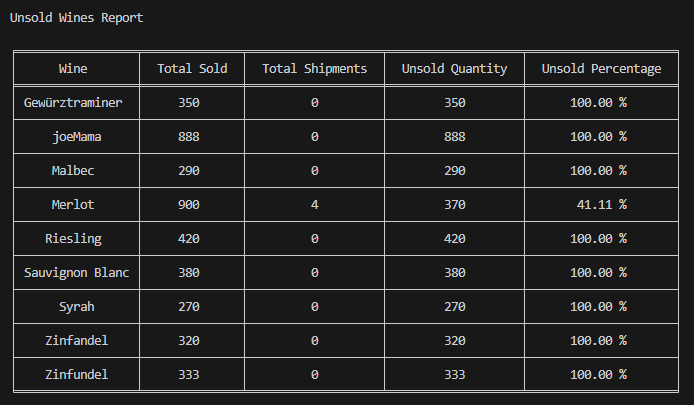 Unsold Wines Report
Wine Total Sold Total Shipments Unsold Quantity Unsold Percentage
Gewürztraminer 350 0 350 100.00 %
joeMama 888 0 888 100.00 %
Malbec 290 0 290 100.00 %
Merlot 900 4 370 41.11 %
Riesling 420 0 420 100.00 %
Sauvignon Blanc 380 0 380 100.00 %
Syrah 270 0 270 100.00 %
Zinfandel 320 0 320 100.00 %
Zinfundel 333 0 333 100.00 %